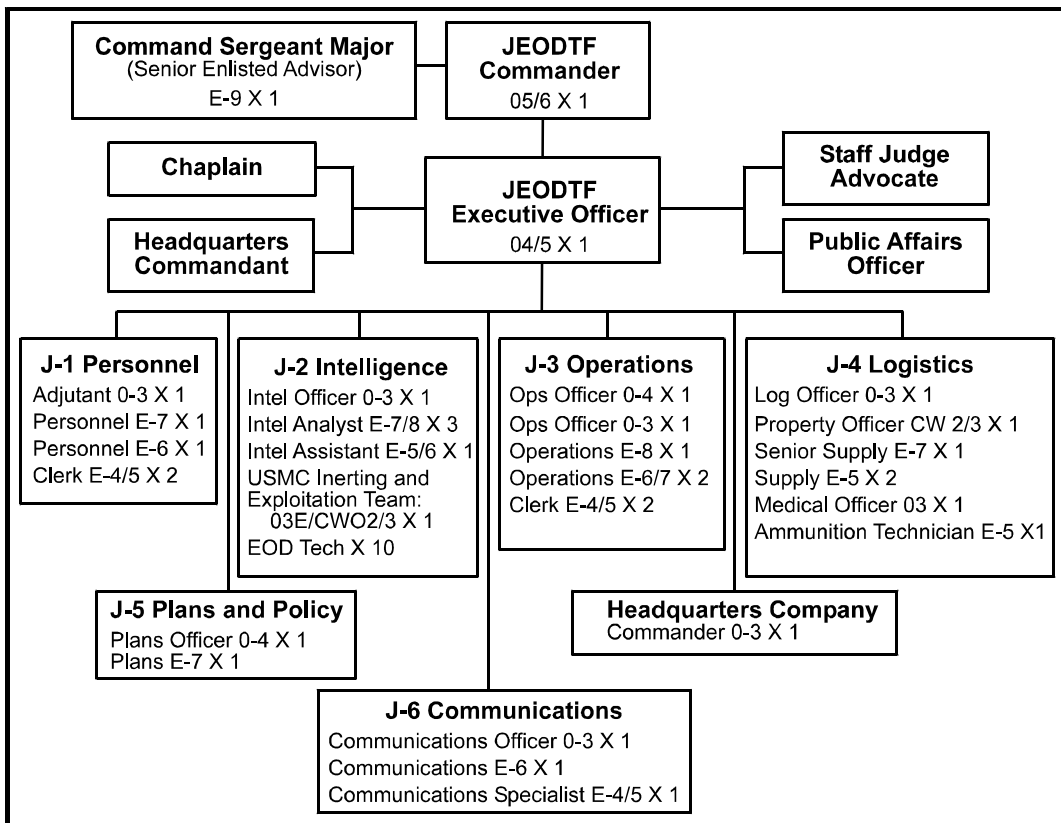 Command Sergeant Major
(Senior Enlisted Advisor)
E-9 X 1
JEODTF
Commander
05/6 X 1
Chaplain
Headquarters
Commandant
JEODTF
Executive Officer
04/5 X 1
Staff Judge
Advocate
Public Affairs
Officer
J-1 Personnel
Adjutant 0-3 X 1
Personnel E-7 X 1
Personnel E-6 X 1
Clerk E-4/5 X 2
J-2 Intelligence
Intel Officer 0-3 X 1
Intel Analyst E-7/8 X 3
Intel Assistant E-5/6 X 1
USMC Inerting and
Exploitation Team:
03E/CWO2/3 X 1
EOD Tech X 10
J-3 Operations
Ops Officer 0-4 X 1
Ops Officer 0-3 X 1
Operations E-8 X 1
Operations E-6/7 X 2
Clerk E-4/5 X 2
J-4 Logistics
Log Officer 0-3 X 1
Property Officer CW 2/3 X 1
Senior Supply E-7 X 1
Supply E-5 X 2
Medical Officer 03 X 1
Ammunition Technician E-5 X1
J-5 Plans and Policy
Plans Officer 0-4 X 1
Plans E-7 X 1
Headquarters Company
Commander 0-3 X 1
J-6 Communications
Communications Officer 0-3 X 1
Communications E-6 X 1
Communications Specialist E-4/5 X 1